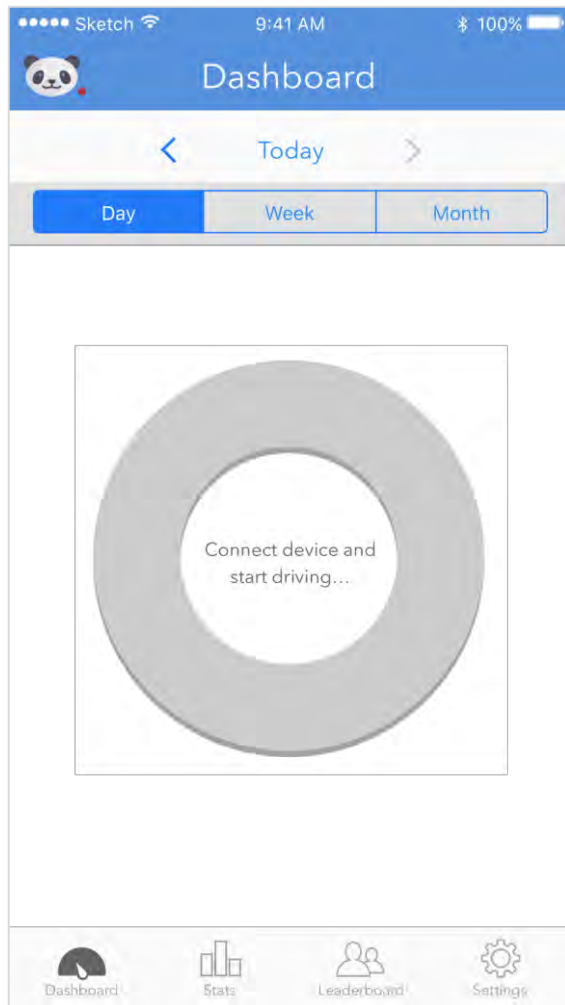 Sketch 9:41 AM 100%
Dashboard
Today
Day Week Month
Connect device and
start driving...
Dashboard Stats Leaderboard Settings